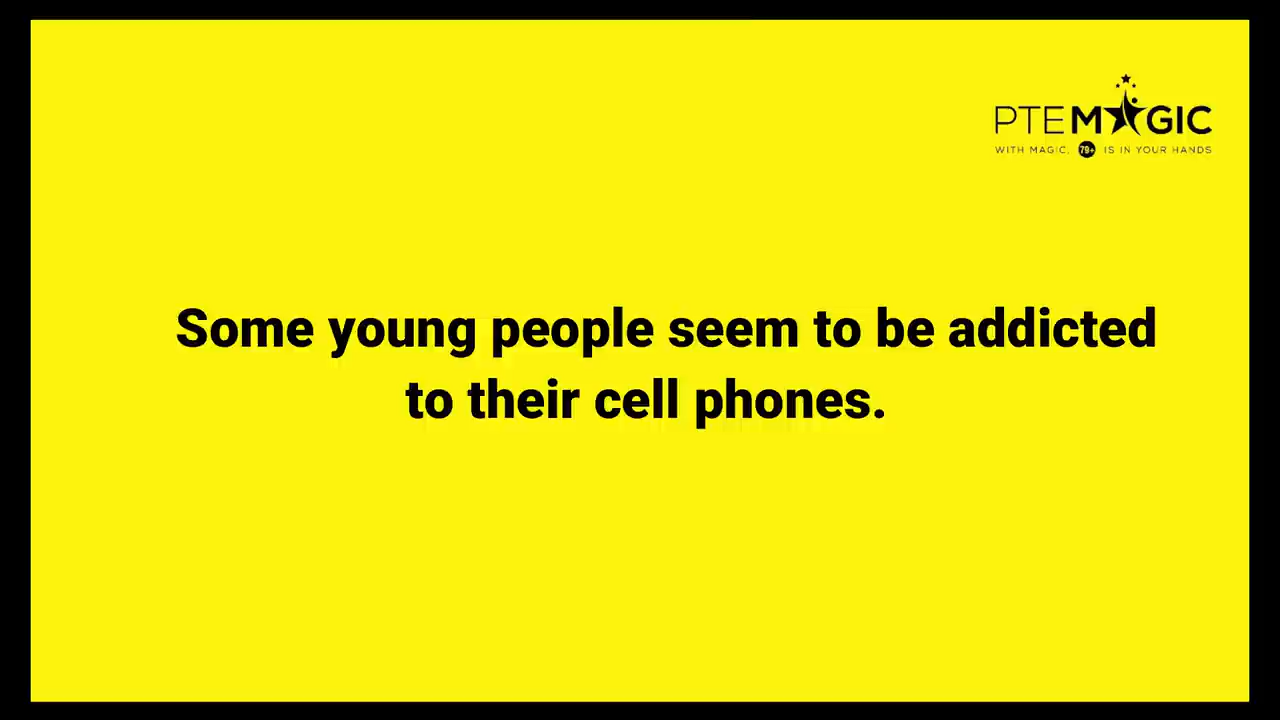 PTEMAGIC
WITH MAGIC, 79+ IS IN YOUR HANDS
Some young people seem to be addicted
to their cell phones.